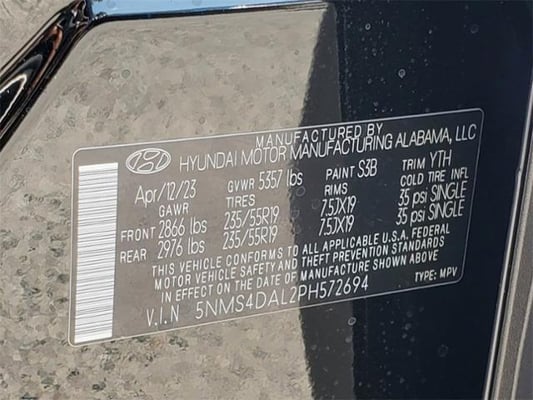 MANUFACTURED BY
HYUNDAI MOTOR MANUFACTURING ALABAMA, LLC
Apr/12/23 GVWR 5357 lbs PAINT S3B TRIM YTH
GAWR TIRES RIMS COLD TIRE INFL
FRONT 2866 lbs 235/55R19 7.5JX19 35 psi SINGLE
REAR 2976 lbs 235/55R19 7.5JX19 35 psi SINGLE
THIS VEHICLE CONFORMS TO ALL APPLICABLE U.S.A. FEDERAL
MOTOR VEHICLE SAFETY AND THEFT PREVENTION STANDARDS
IN EFFECT ON THE DATE OF MANUFACTURE SHOWN ABOVE
V.I.N 5NMS4DAL2PH572694 TYPE: MPV